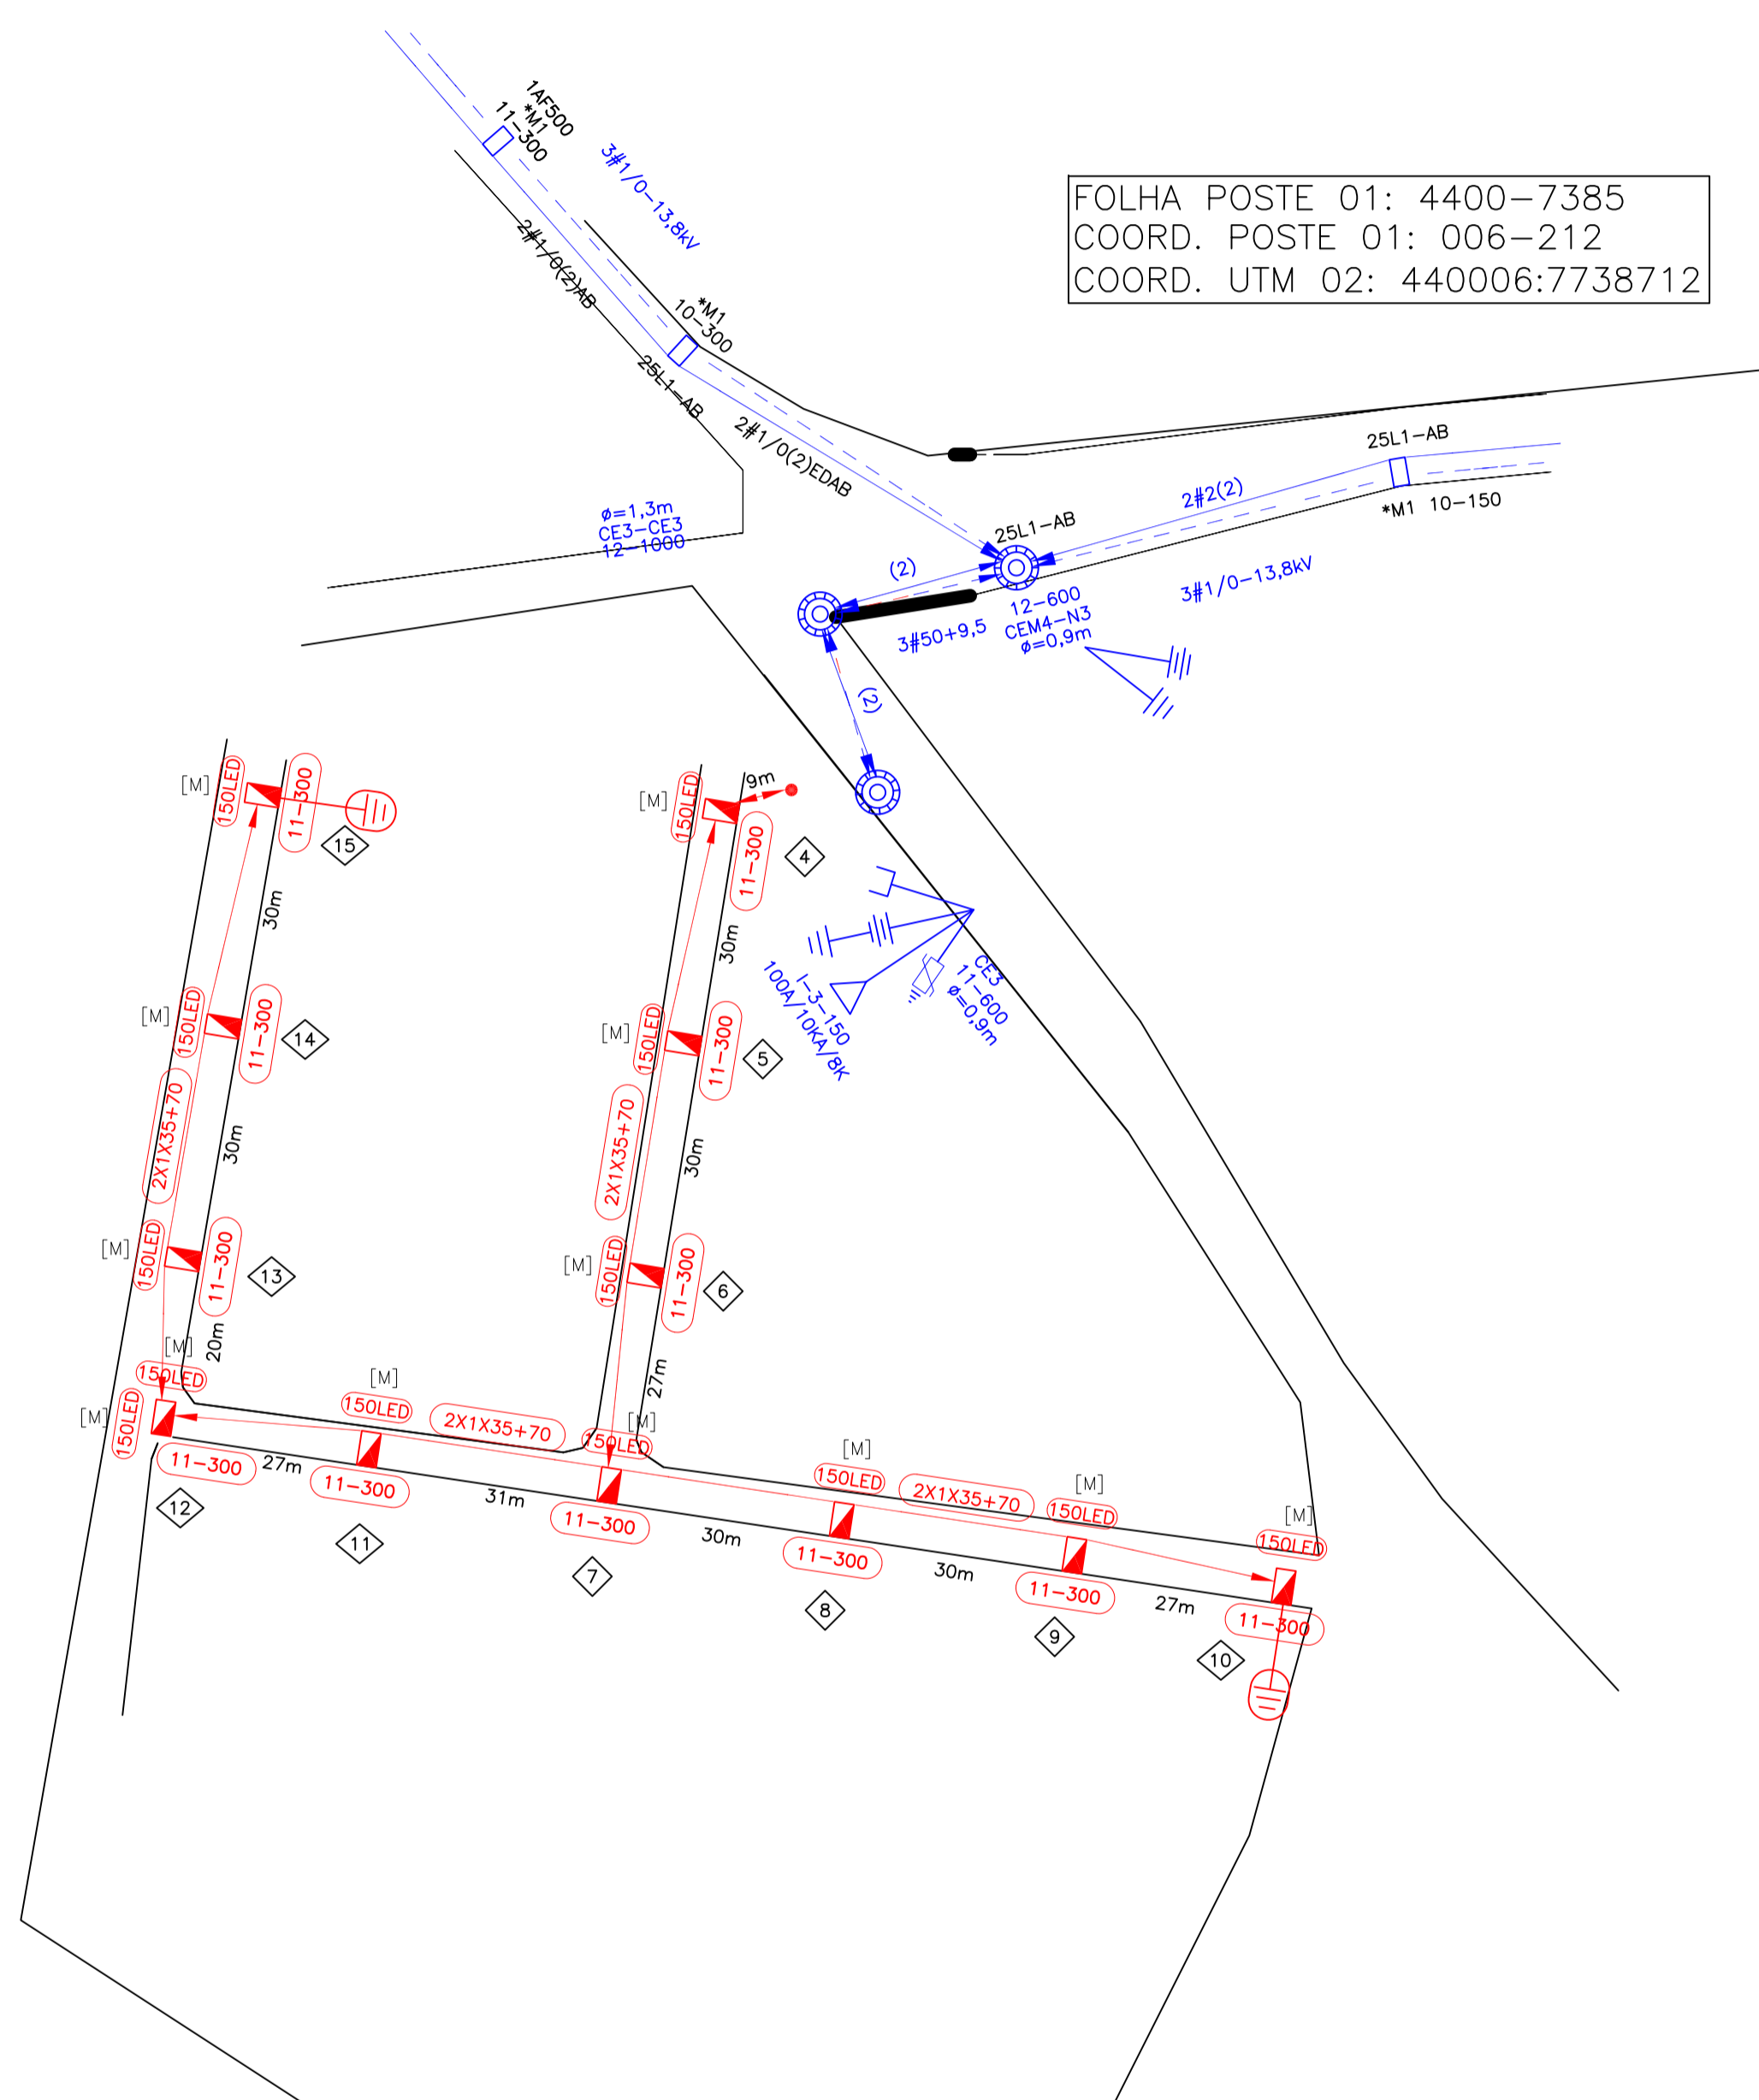 1AF500
*M1
11-300
3#1/0-13,8kV
2#1/0(2)AB
FOLHA POSTE 01: 4400-7385
COORD. POSTE 01: 006-212
COORD. UTM 02: 440006:7738712
*M1
10-300
25L1-AB
2#1/0(2)EDAB
25L1-AB
2#2(2)
*M1 10-150
ø=1,3m
CE3-CE3
12-1000
25L1-AB
(2)
3#1/0-13,8kV
12-600
CEM4-N3
ø=0,9m
3#50+9,5
(2)
[M]
150LED
11-300
15
[M]
150LED
9m
11-300
4
30m
30m
CE3
11-600
ø=0,9m
I-3-150
100A/10KA/8K
[M]
150LED
11-300
14
[M]
150LED
11-300
5
2X1X35+70
30m
2X1X35+70
30m
[M]
150LED
11-300
13
[M]
150LED
11-300
6
20m
27m
[M]
150LED
[M]
150LED
11-300
12
27m
[M]
150LED
11-300
11
2X1X35+70
31m
[M]
150LED
11-300
7
30m
[M]
150LED
11-300
8
2X1X35+70
30m
[M]
150LED
11-300
9
27m
[M]
150LED
11-300
10